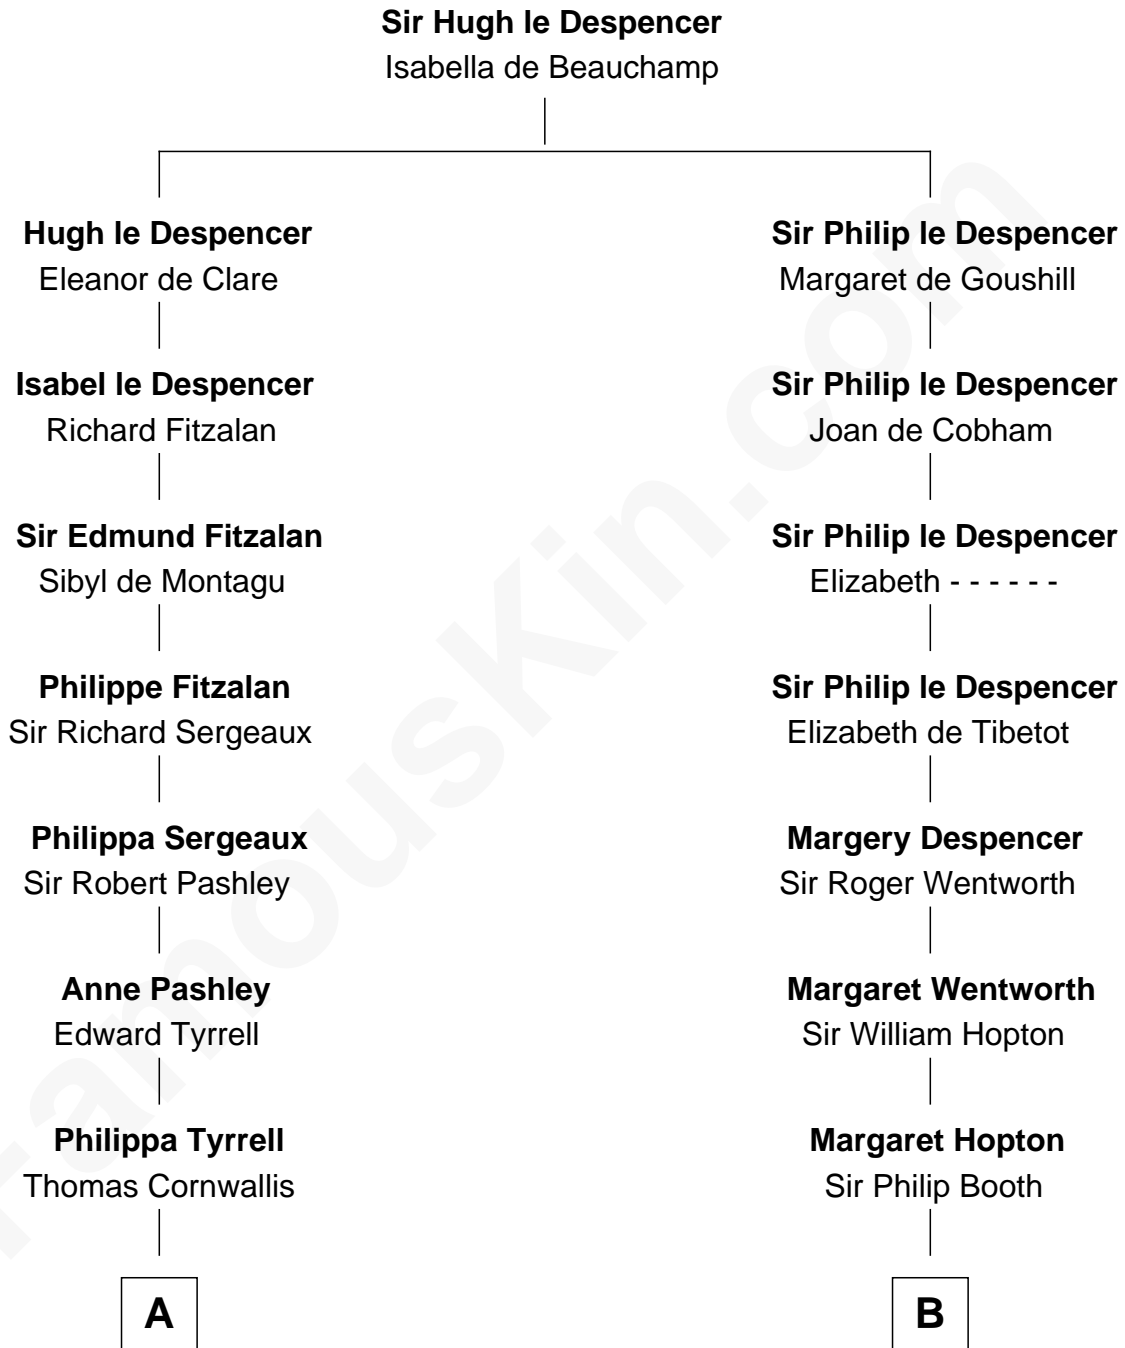 Sir Hugh le Despencer
Isabella de Beauchamp
Hugh le Despencer
Eleanor de Clare
Isabel le Despencer
Richard Fitzalan
Sir Edmund Fitzalan
Sibyl de Montagu
Philippe Fitzalan
Sir Richard Sergeaux
Philippa Sergeaux
Sir Robert Pashley
Anne Pashley
Edward Tyrrell
Philippa Tyrrell
Thomas Cornwallis
A
Sir Philip le Despencer
Margaret de Goushill
Sir Philip le Despencer
Joan de Cobham
Sir Philip le Despencer
Elizabeth - - - - - -
Sir Philip le Despencer
Elizabeth de Tibetot
Margery Despencer
Sir Roger Wentworth
Margaret Wentworth
Sir William Hopton
Margaret Hopton
Sir Philip Booth
B
FamousKin.com